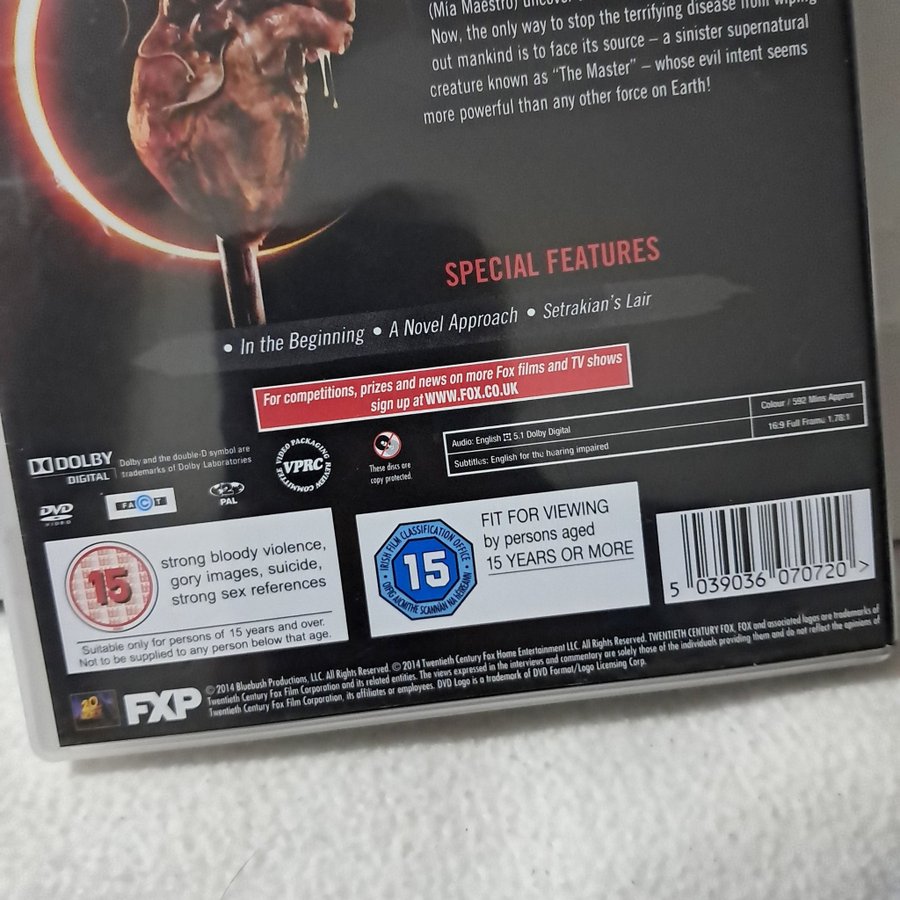 (Mia Maestro)
Now, the only way to stop the terrifying disease from wiping
out mankind is to face its source – a sinister supernatural
creature known as "The Master" – whose evil intent seems
more powerful than any other force on Earth!
SPECIAL FEATURES
• In the Beginning • A Novel Approach • Setrakian's Lair
For competitions, prizes and news on more Fox films and TV shows
sign up at WWW.FOX.CO.UK
DOLBY
DIGITAL
Dolby and the double-D symbol are
trademarks of Dolby Laboratories
VIDEO PACKAGING REVIEW COMMITTEE
VPRC
These discs are
copy protected.
Audio: English 5.1 Dolby Digital
Subtitles: English for the hearing impaired
Colour / 592 Mins Approx
16:9 Full Frame 1.78:1
DVD
VIDEO
FACT
2
PAL
15
strong bloody violence,
gory images, suicide,
strong sex references
Suitable only for persons of 15 years and over.
Not to be supplied to any person below that age.
IRISH FILM CLASSIFICATION OFFICE
15
OIFIG AICMITHE SCANNÁN NA hÉIREANN
FIT FOR VIEWING
by persons aged
15 YEARS OR MORE
5 039036 070720 >
20
FXP
© 2014 Bluebush Productions, LLC. All Rights Reserved. © 2014 Twentieth Century Fox Home Entertainment LLC. All Rights Reserved. TWENTIETH CENTURY FOX, FOX and associated logos are trademarks of
Twentieth Century Fox Film Corporation and its related entities. The views expressed in the interviews and commentary are solely those of the individuals providing them and do not reflect the opinions of
Twentieth Century Fox Film Corporation, its affiliates or employees. DVD Logo is a trademark of DVD Format/Logo Licensing Corp.